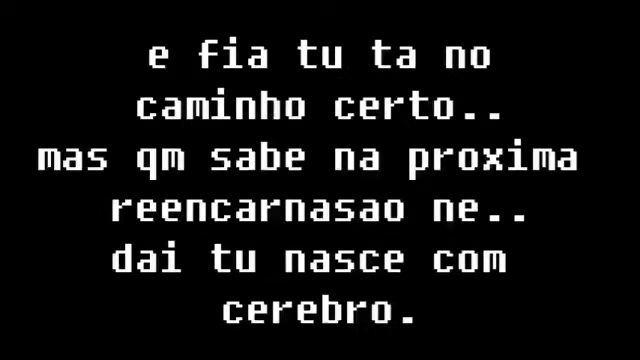 e fia tu ta no
caminho certo..
mas qm sabe na proxima
reencarnasao ne..
dai tu nasce com
cerebro.